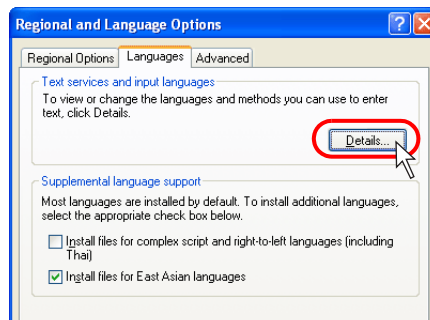 Regional and Language Options
Regional Options Languages Advanced
Text services and input languages
To view or change the languages and methods you can use to enter
text, click Details.
Details...
Supplemental language support
Most languages are installed by default. To install additional languages,
select the appropriate check box below.
Install files for complex script and right-to-left languages (including
Thai)
Install files for East Asian languages